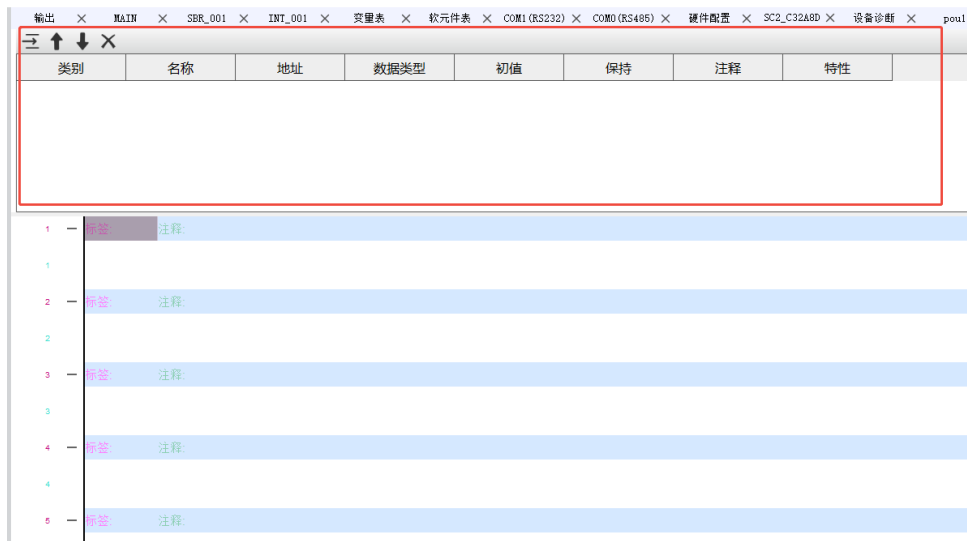 输出 MAIN SBR_001 INT_001 变量表 软元件表 COM1(RS232) COM0(RS485) 硬件配置 SC2_C32A8D 设备诊断 pou1
类别 名称 地址 数据类型 初值 保持 注释 特性
1 标签: 注释:
1
2 标签: 注释:
2
3 标签: 注释:
3
4 标签: 注释:
4
5 标签: 注释: